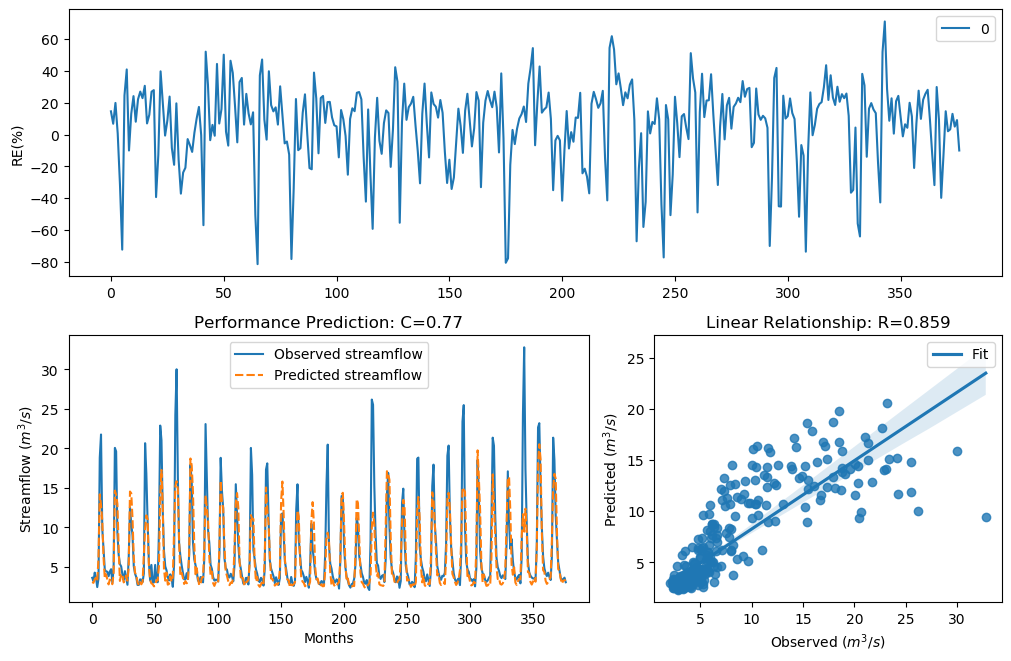 0
RE(%)
60
40
20
0
−20
−40
−60
−80
0 50 100 150 200 250 300 350
Performance Prediction: C=0.77
Observed streamflow
Predicted streamflow
Streamflow (m³/s)
30
25
20
15
10
5
0 50 100 150 200 250 300 350
Months
Linear Relationship: R=0.859
Fit
Predicted (m³/s)
25
20
15
10
5
5 10 15 20 25 30
Observed (m³/s)